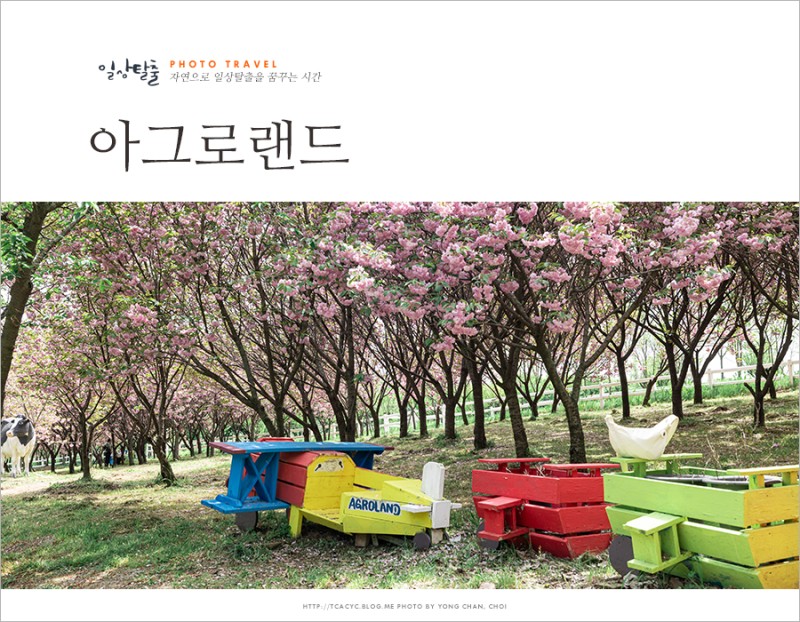 일상탈출
PHOTO TRAVEL
자연으로 일상탈출을 꿈꾸는 시간
아그로랜드
AGROLAND
HTTP://TCACYC.BLOG.ME PHOTO BY YONG CHAN, CHOI